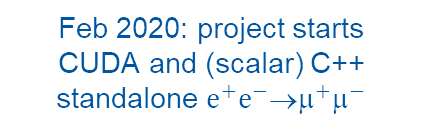 Feb 2020: project starts
CUDA and (scalar) C++
standalone e⁺e⁻→μ⁺μ⁻